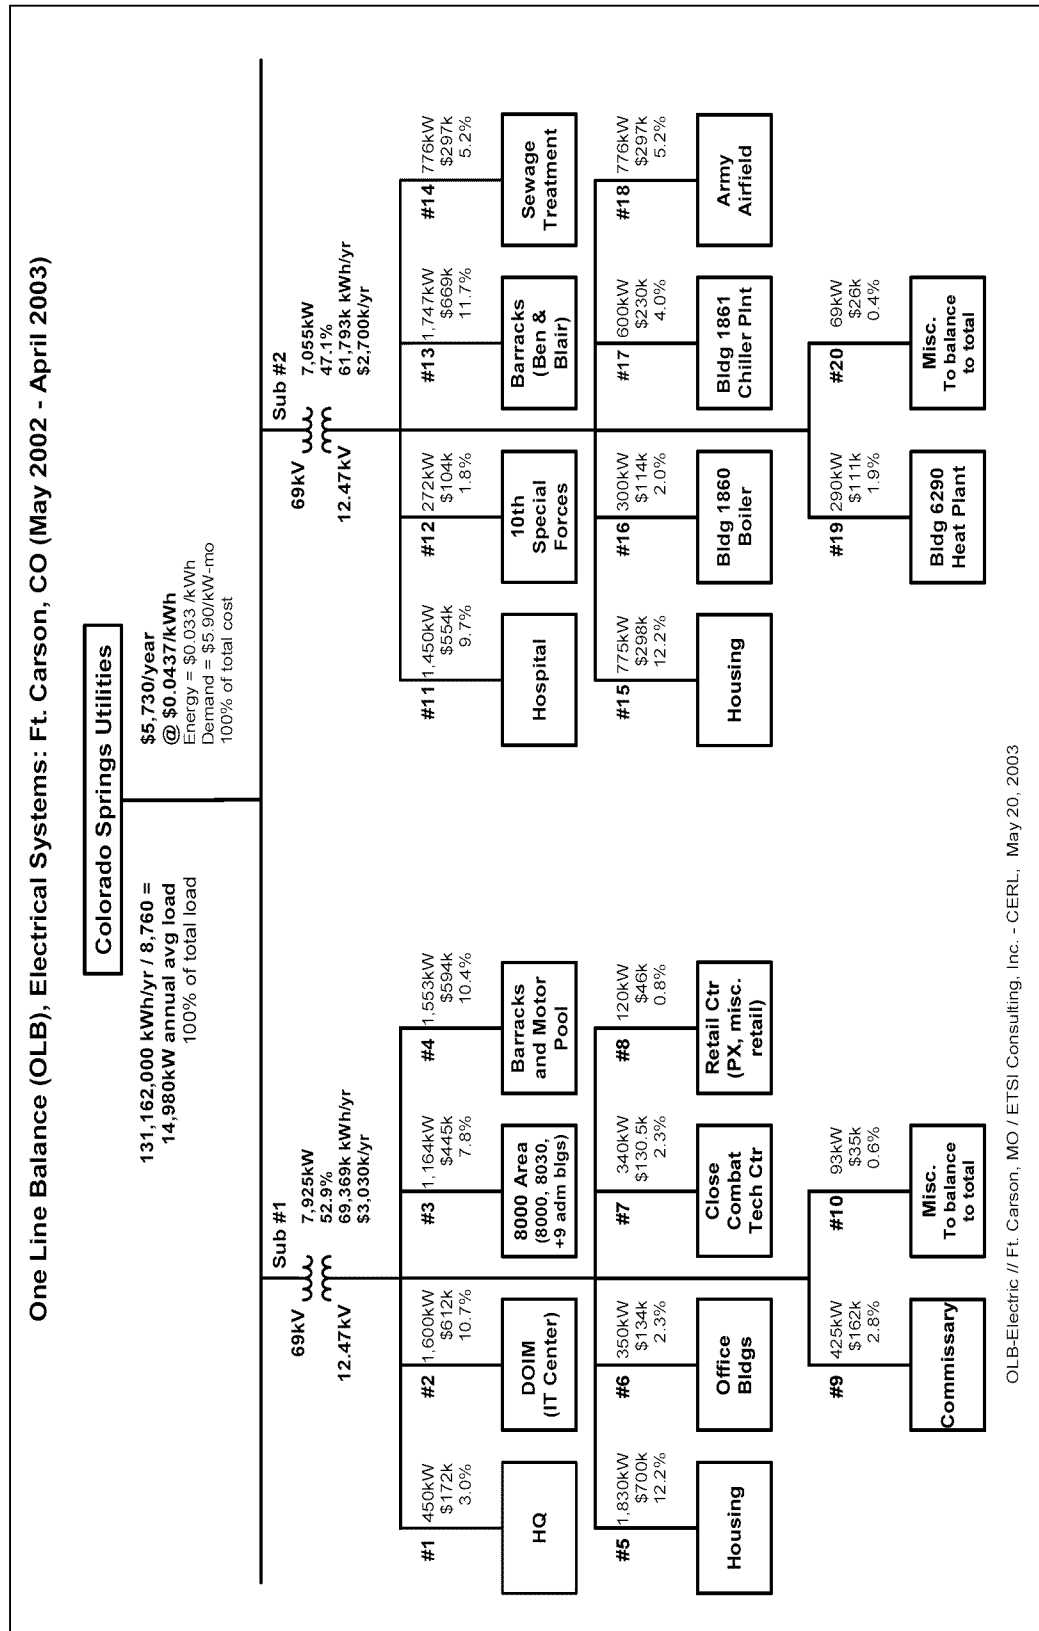 One Line Balance (OLB), Electrical Systems: Ft. Carson, CO (May 2002 - April 2003)
Colorado Springs Utilities
131,162,000 kWh/yr / 8,760 =
14,980kW annual avg load
100% of total load
$5,730/year
@ $0.0437/kWh
Energy = $0.033 /kWh
Demand = $5.90/kW-mo
100% of total cost
Sub #1
69kV
12.47kV
7,925kW
52.9%
69,369k kWh/yr
$3,030k/yr
#1
450kW
$172k
3.0%
HQ
#2
1,600kW
$612k
10.7%
DOIM
(IT Center)
#3
1,164kW
$445k
7.8%
8000 Area
(8000, 8030,
+9 adm blgs)
#4
1,553kW
$594k
10.4%
Barracks
and Motor
Pool
#5
1,830kW
$700k
12.2%
Housing
#6
350kW
$134k
2.3%
Office
Bldgs
#7
340kW
$130.5k
2.3%
Close
Combat
Tech Ctr
#8
120kW
$46k
0.8%
Retail Ctr
(PX, misc.
retail)
#9
425kW
$162k
2.8%
Commissary
#10
93kW
$35k
0.6%
Misc.
To balance
to total
Sub #2
69kV
12.47kV
7,055kW
47.1%
61,793k kWh/yr
$2,700k/yr
#11
1,450kW
$554k
9.7%
Hospital
#12
272kW
$104k
1.8%
10th
Special
Forces
#13
1,747kW
$669k
11.7%
Barracks
(Ben &
Blair)
#14
776kW
$297k
5.2%
Sewage
Treatment
#15
775kW
$298k
12.2%
Housing
#16
300kW
$114k
2.0%
Bldg 1860
Boiler
#17
600kW
$230k
4.0%
Bldg 1861
Chiller Plnt
#18
776kW
$297k
5.2%
Army
Airfield
#19
290kW
$111k
1.9%
Bldg 6290
Heat Plant
#20
69kW
$26k
0.4%
Misc.
To balance
to total
OLB-Electric // Ft. Carson, MO / ETSI Consulting, Inc. - CERL, May 20, 2003